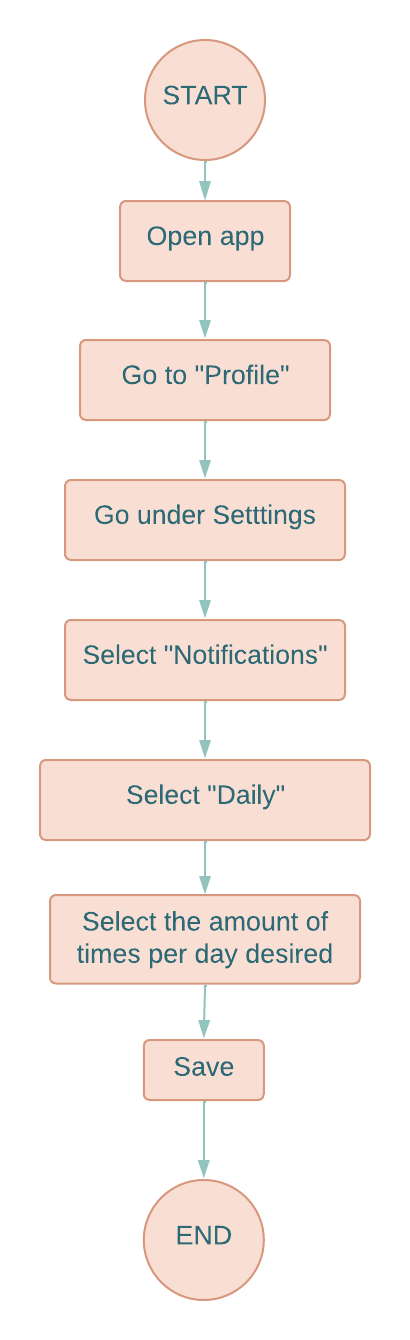 START
Open app
Go to "Profile"
Go under Setttings
Select "Notifications"
Select "Daily"
Select the amount of
times per day desired
Save
END